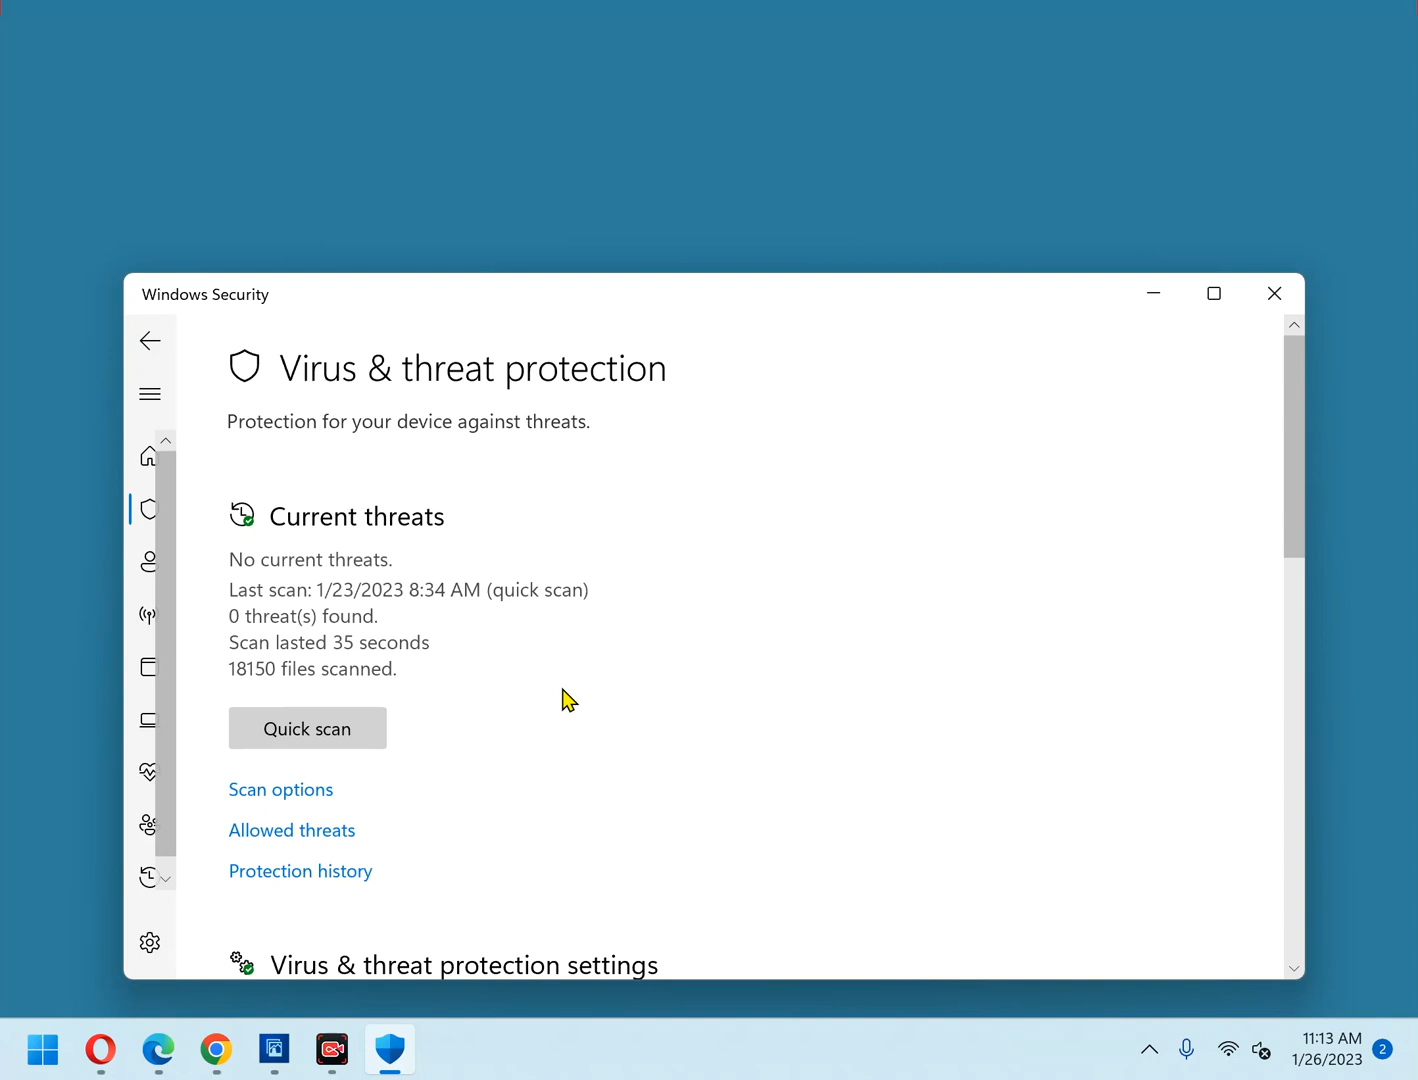 Windows Security
Virus & threat protection
Protection for your device against threats.
Current threats
No current threats.
Last scan: 1/23/2023 8:34 AM (quick scan)
0 threat(s) found.
Scan lasted 35 seconds
18150 files scanned.
Quick scan
Scan options
Allowed threats
Protection history
Virus & threat protection settings
11:13 AM
1/26/2023
2